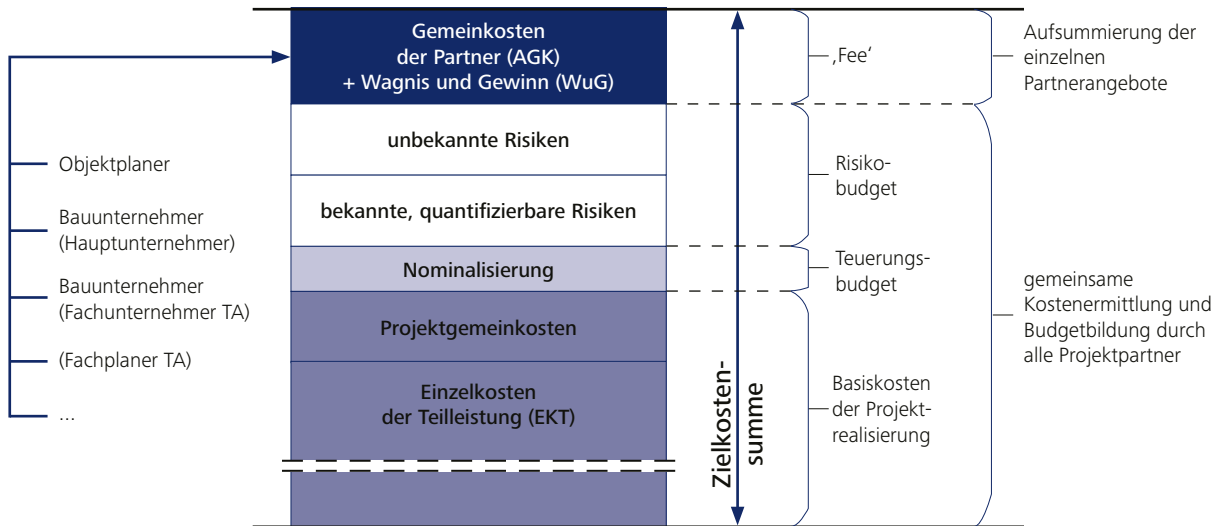 Gemeinkosten
der Partner (AGK)
+ Wagnis und Gewinn (WuG)
unbekannte Risiken
bekannte, quantifizierbare Risiken
Nominalisierung
Projektgemeinkosten
Einzelkosten
der Teilleistung (EKT)
Objektplaner
Bauunternehmer
(Hauptunternehmer)
Bauunternehmer
(Fachunternehmer TA)
(Fachplaner TA)
...
Zielkosten-
summe
‚Fee‘
Risiko-
budget
Teuerungs-
budget
Basiskosten
der Projekt-
realisierung
Aufsummierung der
einzelnen
Partnerangebote
gemeinsame
Kostenermittlung und
Budgetbildung durch
alle Projektpartner